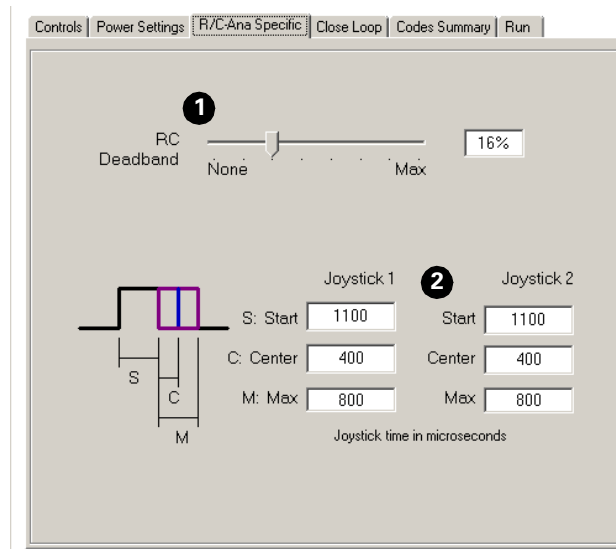 Controls Power Settings R/C-Ana Specific Close Loop Codes Summary Run
1
RC
Deadband
16%
None Max
Joystick 1 2 Joystick 2
S: Start 1100 Start 1100
C: Center 400 Center 400
M: Max 800 Max 800
S
C
M
Joystick time in microseconds